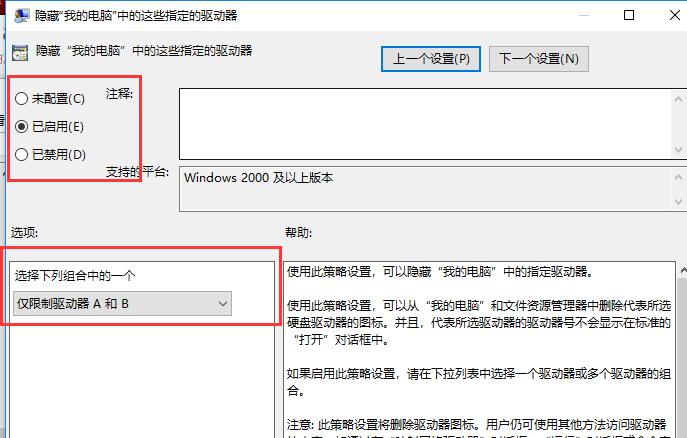 隐藏“我的电脑”中的这些指定的驱动器
隐藏“我的电脑”中的这些指定的驱动器
上一个设置(P)
下一个设置(N)
未配置(C)
注释:
已启用(E)
已禁用(D)
支持的平台:
Windows 2000 及以上版本
选项:
帮助:
选择下列组合中的一个
仅限制驱动器 A 和 B
使用此策略设置，可以隐藏“我的电脑”中的指定驱动器。
使用此策略设置，可以从“我的电脑”和文件资源管理器中删除代表所选
硬盘驱动器的图标。并且，代表所选驱动器的驱动器号不会显示在标准的
“打开”对话框中。
如果启用此策略设置，请在下拉列表中选择一个驱动器或多个驱动器的组
合。
注意: 此策略设置将删除驱动器图标。用户仍可使用其他方法访问驱动器